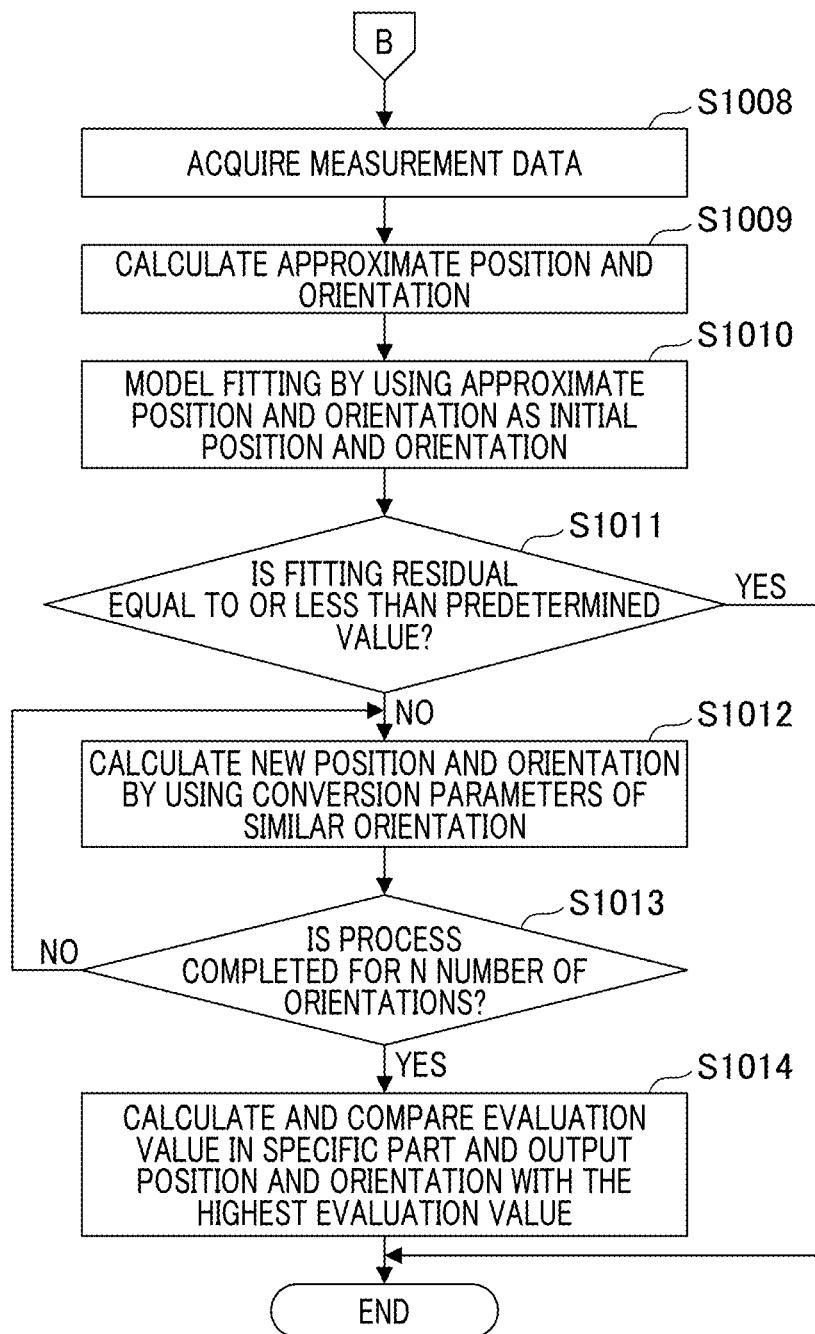 B
S1008
ACQUIRE MEASUREMENT DATA
S1009
CALCULATE APPROXIMATE POSITION AND
ORIENTATION
S1010
MODEL FITTING BY USING APPROXIMATE
POSITION AND ORIENTATION AS INITIAL
POSITION AND ORIENTATION
S1011
IS FITTING RESIDUAL
EQUAL TO OR LESS THAN PREDETERMINED
VALUE?
YES
NO
S1012
CALCULATE NEW POSITION AND ORIENTATION
BY USING CONVERSION PARAMETERS OF
SIMILAR ORIENTATION
S1013
IS PROCESS
COMPLETED FOR N NUMBER OF
ORIENTATIONS?
NO
YES
S1014
CALCULATE AND COMPARE EVALUATION
VALUE IN SPECIFIC PART AND OUTPUT
POSITION AND ORIENTATION WITH THE
HIGHEST EVALUATION VALUE
END